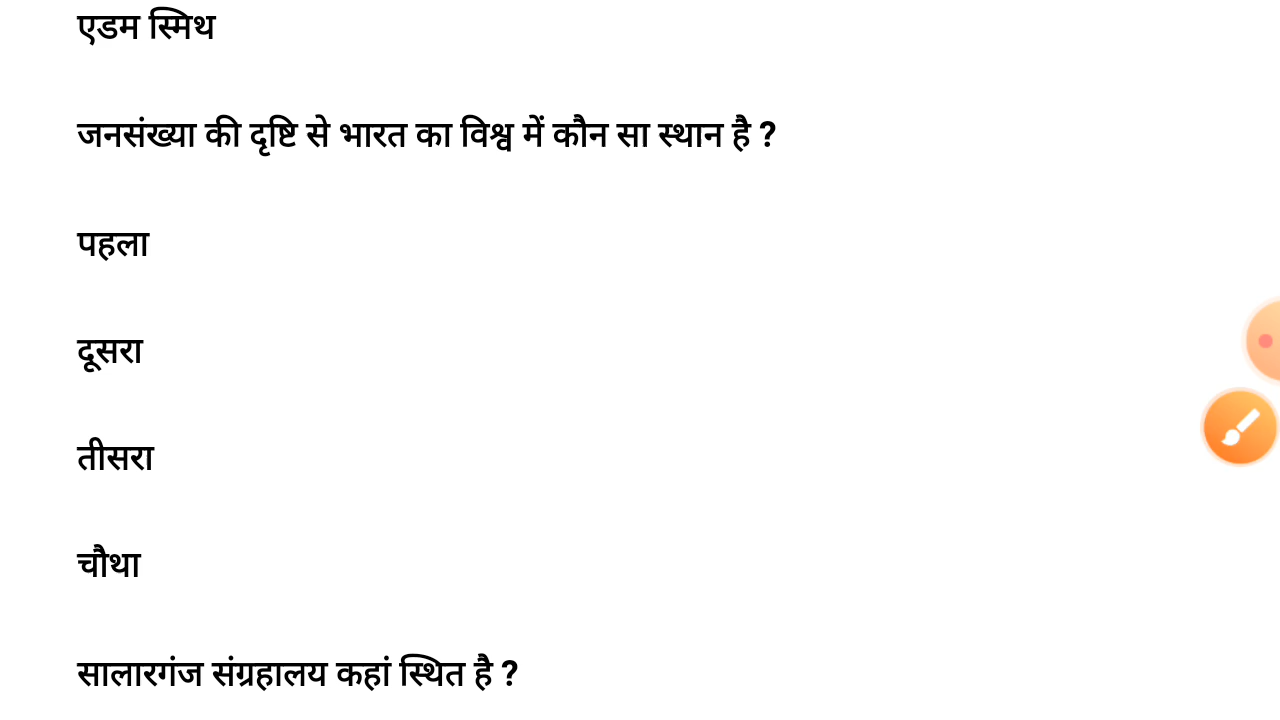 एडम स्मिथ
जनसंख्या की दृष्टि से भारत का विश्व में कौन सा स्थान है ?
पहला
दूसरा
तीसरा
चौथा
सालारगंज संग्रहालय कहां स्थित है ?